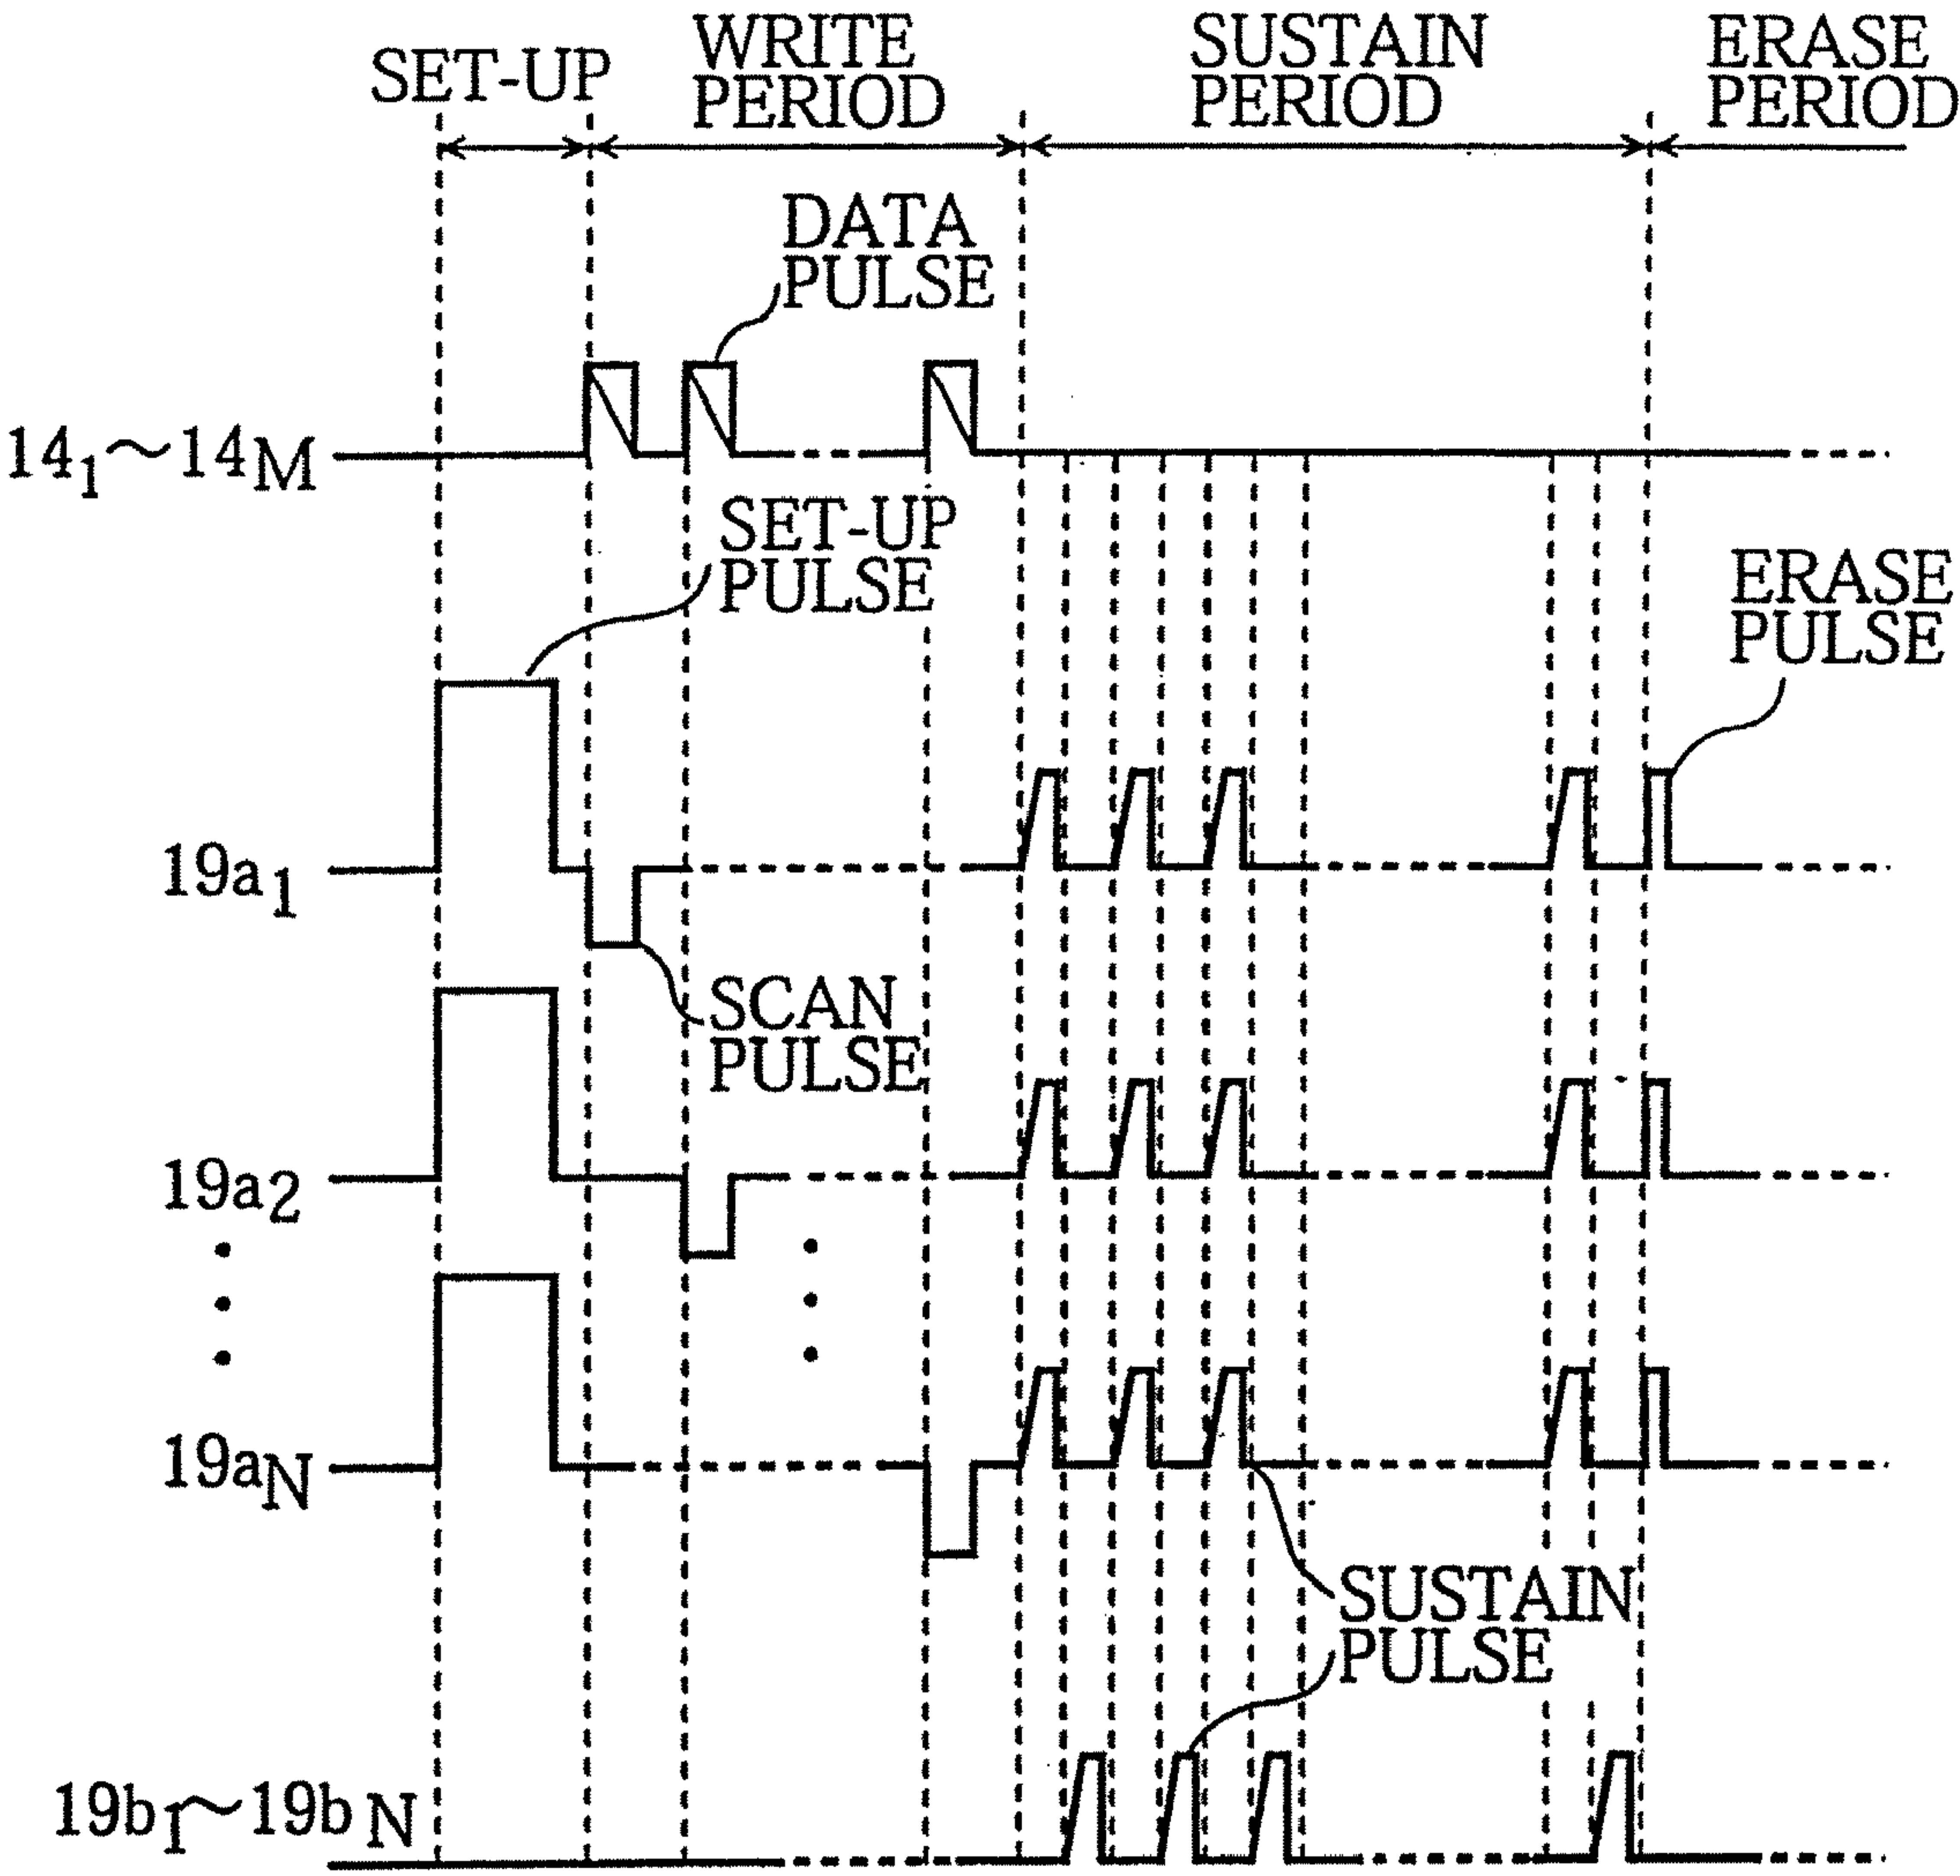 SET-UP
WRITE
PERIOD
SUSTAIN
PERIOD
ERASE
PERIOD
DATA
PULSE
14₁～14M
SET-UP
PULSE
ERASE
PULSE
19a₁
SCAN
PULSE
19a₂
19aN
SUSTAIN
PULSE
19b₁～19bN